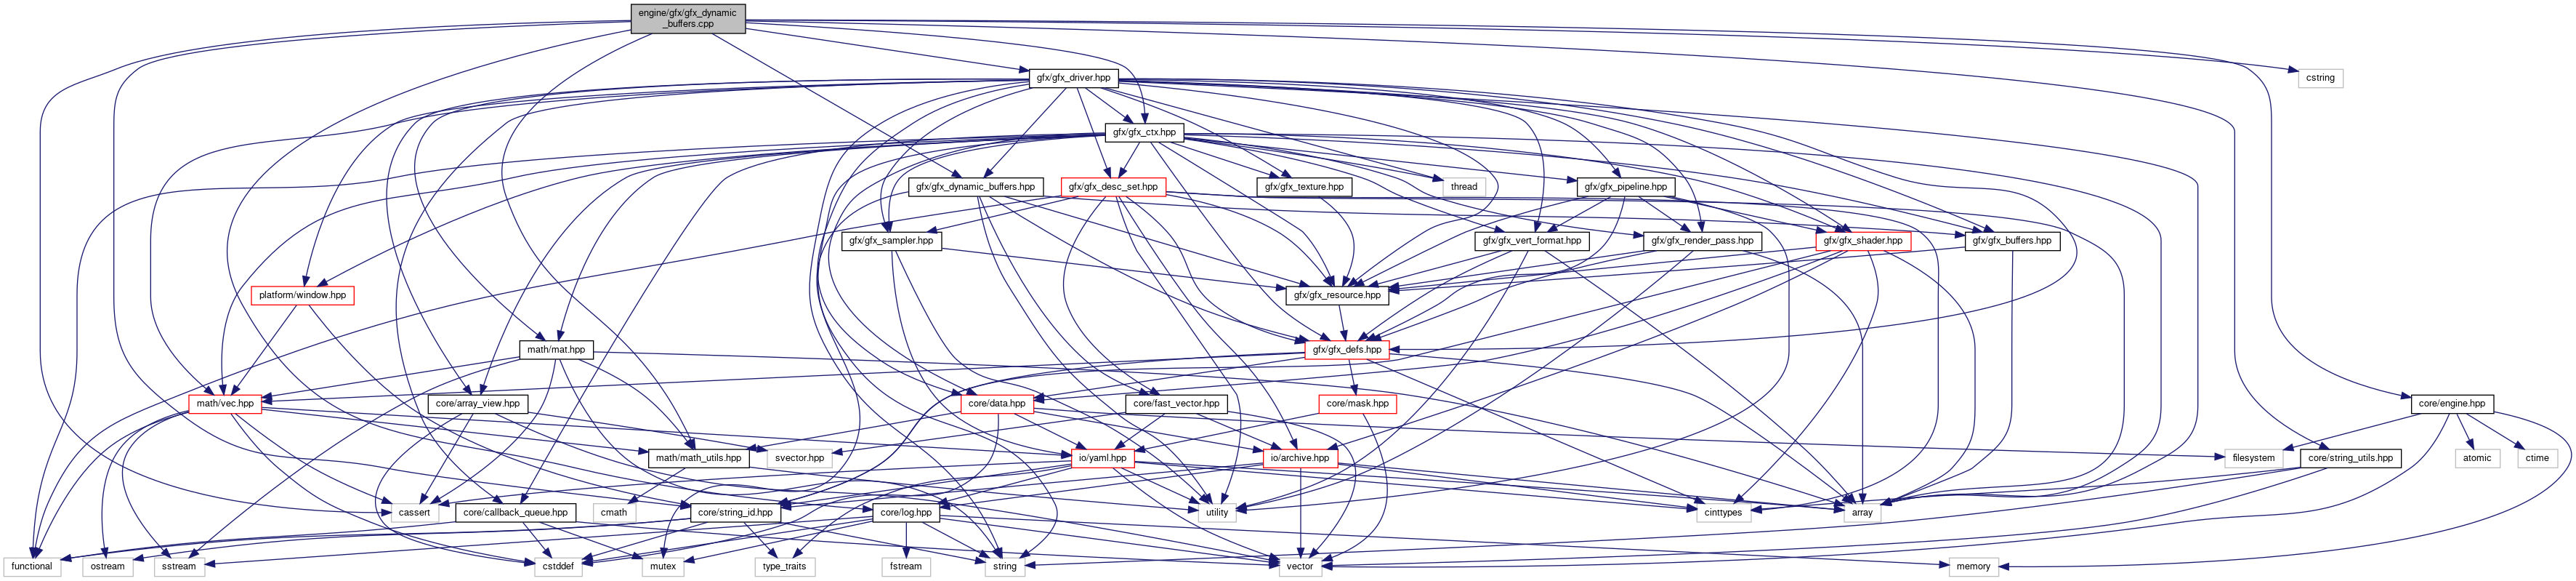 engine/gfx/gfx_dynamic
_buffers.cpp
gfx/gfx_driver.hpp
cstring
gfx/gfx_ctx.hpp
gfx/gfx_dynamic_buffers.hpp
gfx/gfx_desc_set.hpp
gfx/gfx_texture.hpp
thread
gfx/gfx_pipeline.hpp
gfx/gfx_sampler.hpp
gfx/gfx_vert_format.hpp
gfx/gfx_render_pass.hpp
gfx/gfx_shader.hpp
gfx/gfx_buffers.hpp
platform/window.hpp
gfx/gfx_resource.hpp
math/mat.hpp
gfx/gfx_defs.hpp
math/vec.hpp
core/array_view.hpp
core/data.hpp
core/fast_vector.hpp
core/mask.hpp
core/engine.hpp
math/math_utils.hpp
svector.hpp
io/yaml.hpp
io/archive.hpp
filesystem
core/string_utils.hpp
atomic
ctime
cassert
core/callback_queue.hpp
cmath
core/string_id.hpp
core/log.hpp
utility
cinttypes
array
functional
ostream
sstream
cstddef
mutex
type_traits
fstream
string
vector
memory